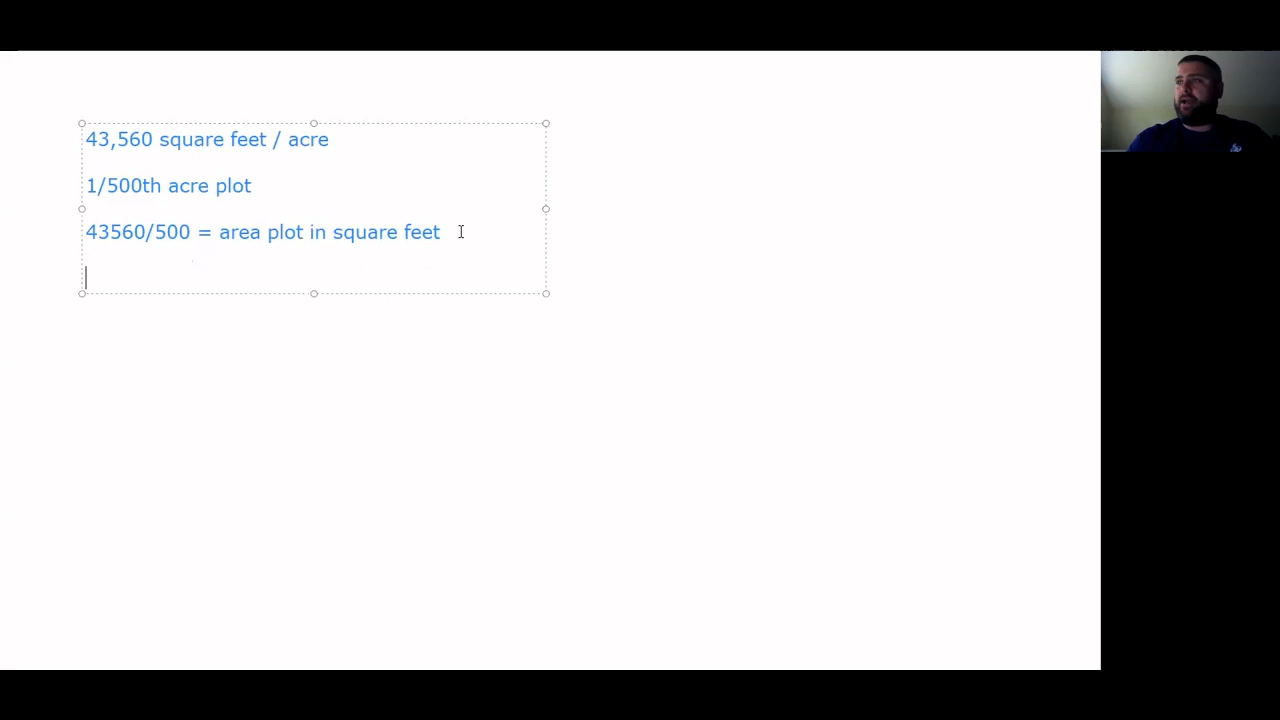 43,560 square feet / acre
1/500th acre plot
43560/500 = area plot in square feet